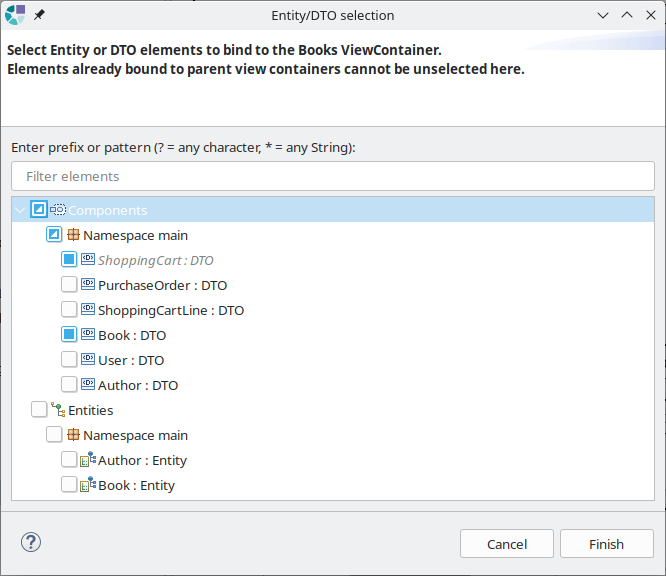 Entity/DTO selection
Select Entity or DTO elements to bind to the Books ViewContainer.
Elements already bound to parent view containers cannot be unselected here.
Enter prefix or pattern (? = any character, * = any String):
Filter elements
Components
Namespace main
ShoppingCart : DTO
PurchaseOrder : DTO
ShoppingCartLine : DTO
Book : DTO
User : DTO
Author : DTO
Entities
Namespace main
Author : Entity
Book : Entity
? Cancel Finish